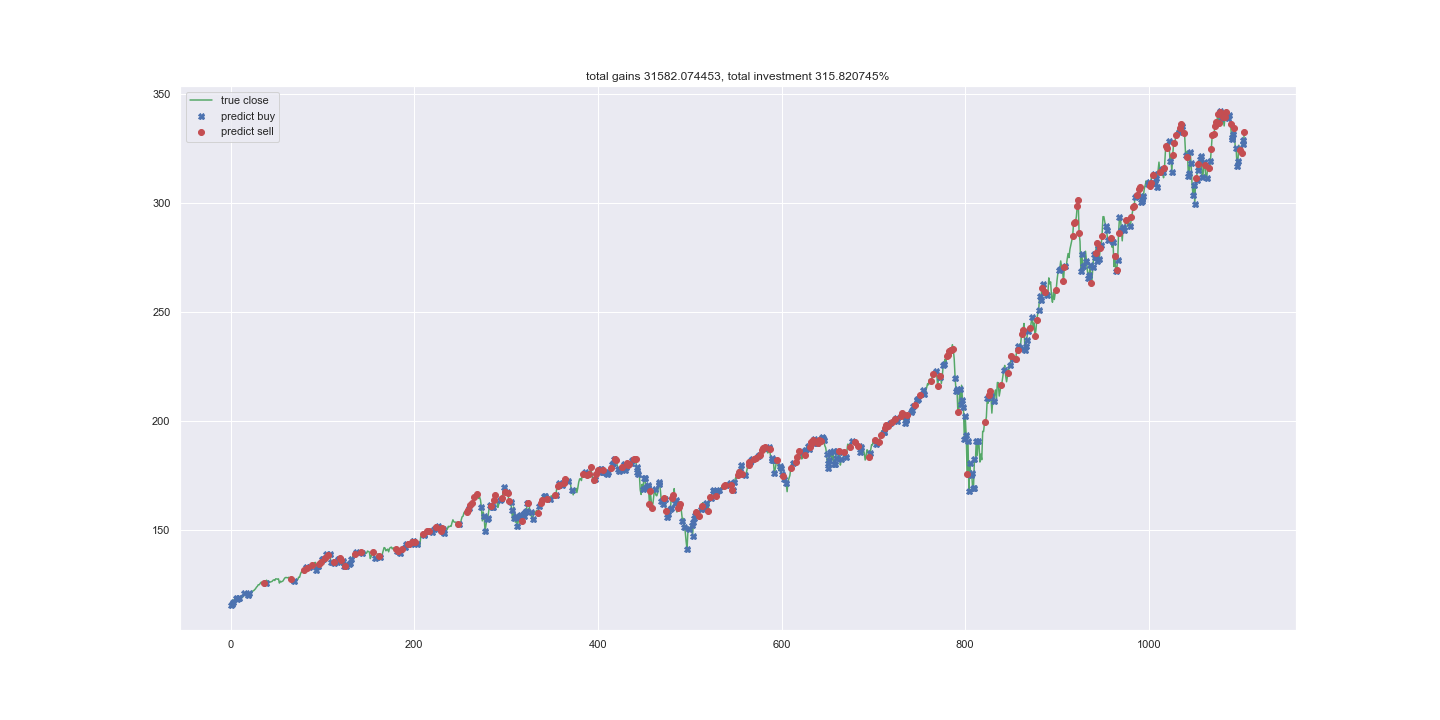 total gains 31582.074453, total investment 315.820745%
true close
predict buy
predict sell
350
300
250
200
150
0 200 400 600 800 1000